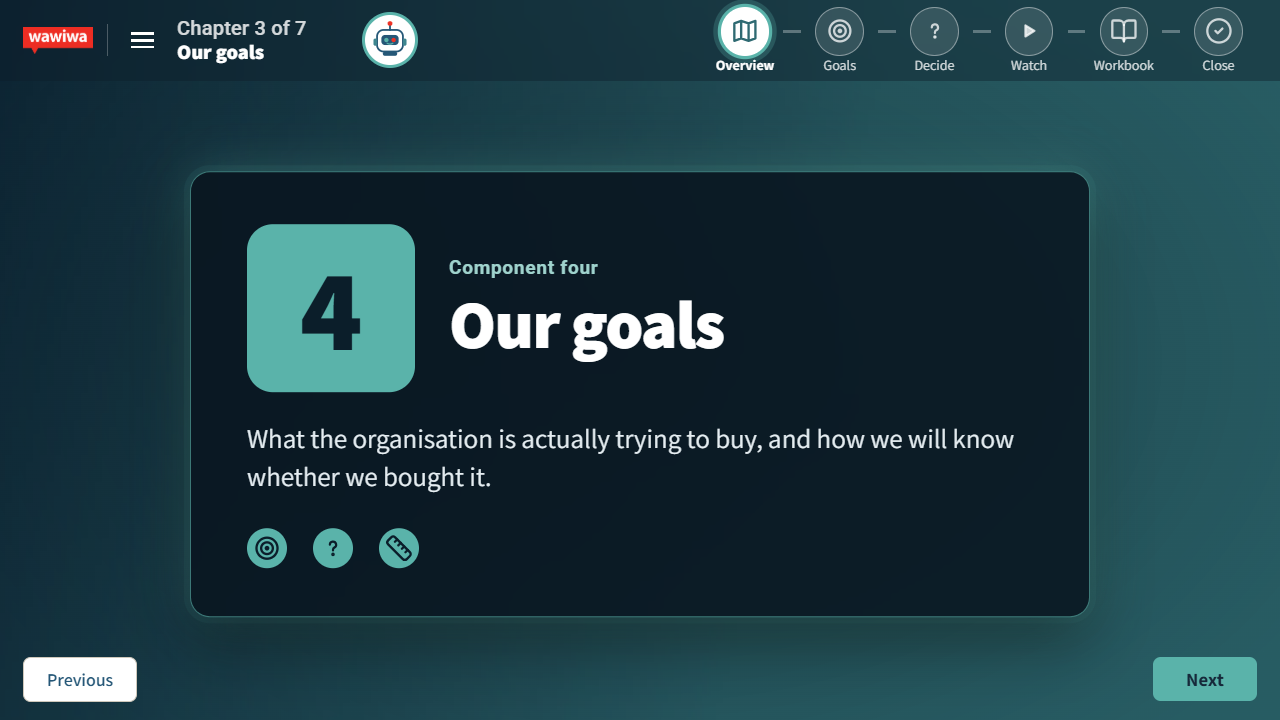 wawiwa
Chapter 3 of 7
Our goals
Overview
Goals
?
Decide
Watch
Workbook
Close
4
Component four
Our goals
What the organisation is actually trying to buy, and how we will know
whether we bought it.
?
Previous
Next